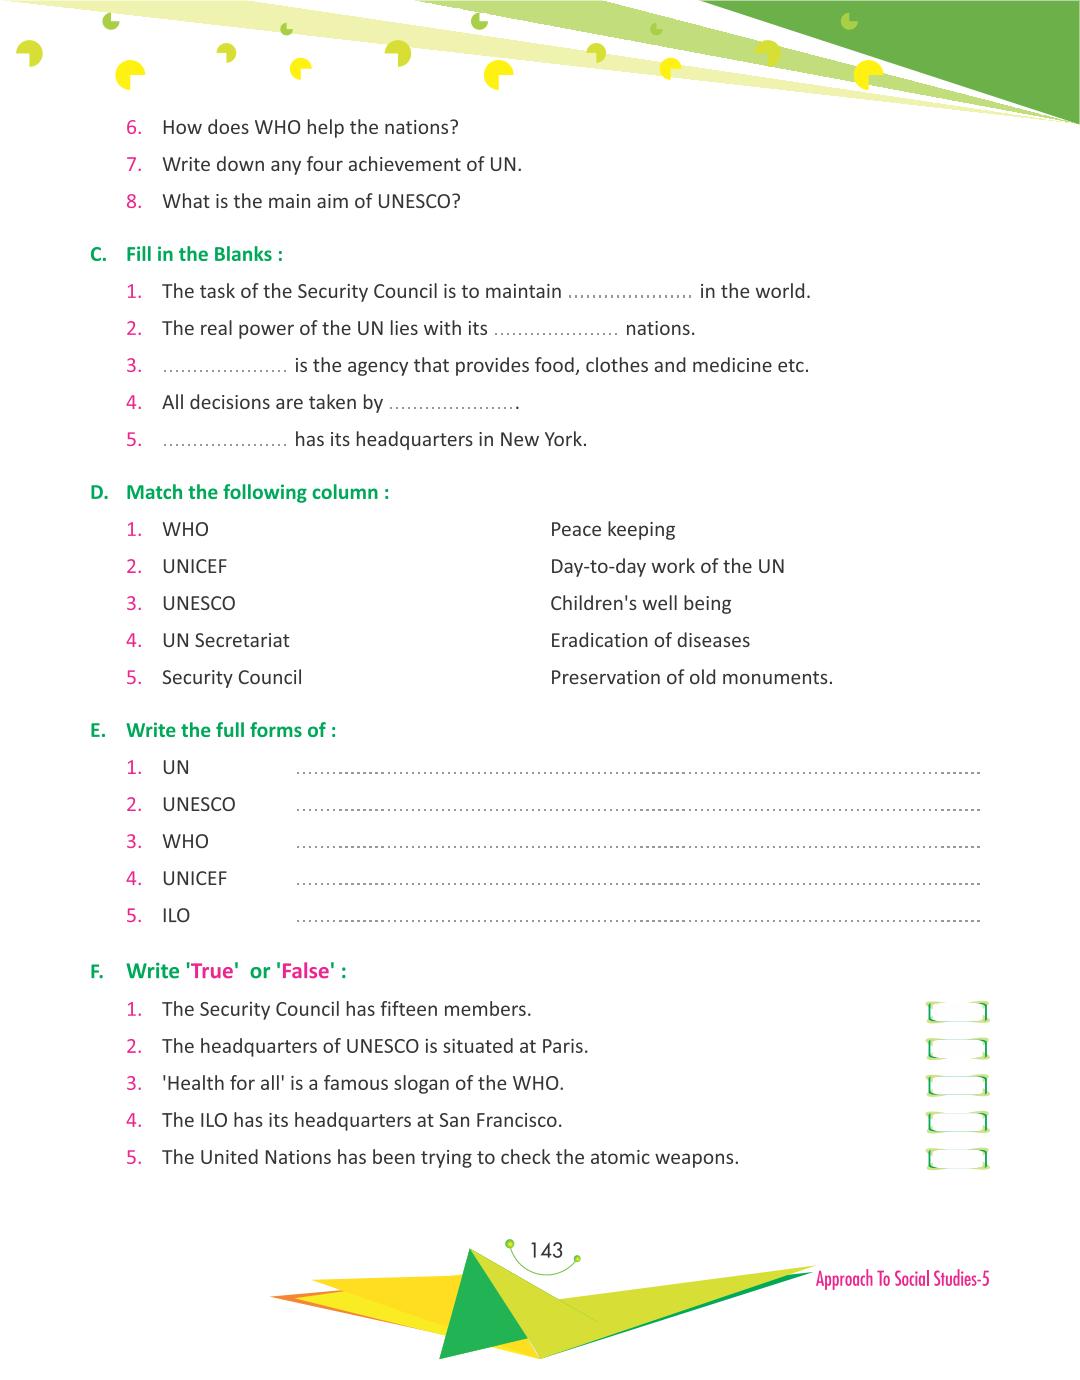 6. How does WHO help the nations?
7. Write down any four achievement of UN.
8. What is the main aim of UNESCO?
C. Fill in the Blanks :
1. The task of the Security Council is to maintain ..................... in the world.
2. The real power of the UN lies with its ..................... nations.
3. ..................... is the agency that provides food, clothes and medicine etc.
4. All decisions are taken by ......................
5. ..................... has its headquarters in New York.
D. Match the following column :
1. WHO Peace keeping
2. UNICEF Day-to-day work of the UN
3. UNESCO Children's well being
4. UN Secretariat Eradication of diseases
5. Security Council Preservation of old monuments.
E. Write the full forms of :
1. UN ....................................................................................................................
2. UNESCO ....................................................................................................................
3. WHO ....................................................................................................................
4. UNICEF ....................................................................................................................
5. ILO ....................................................................................................................
F. Write 'True' or 'False' :
1. The Security Council has fifteen members.
2. The headquarters of UNESCO is situated at Paris.
3. 'Health for all' is a famous slogan of the WHO.
4. The ILO has its headquarters at San Francisco.
5. The United Nations has been trying to check the atomic weapons.
143
Approach To Social Studies-5